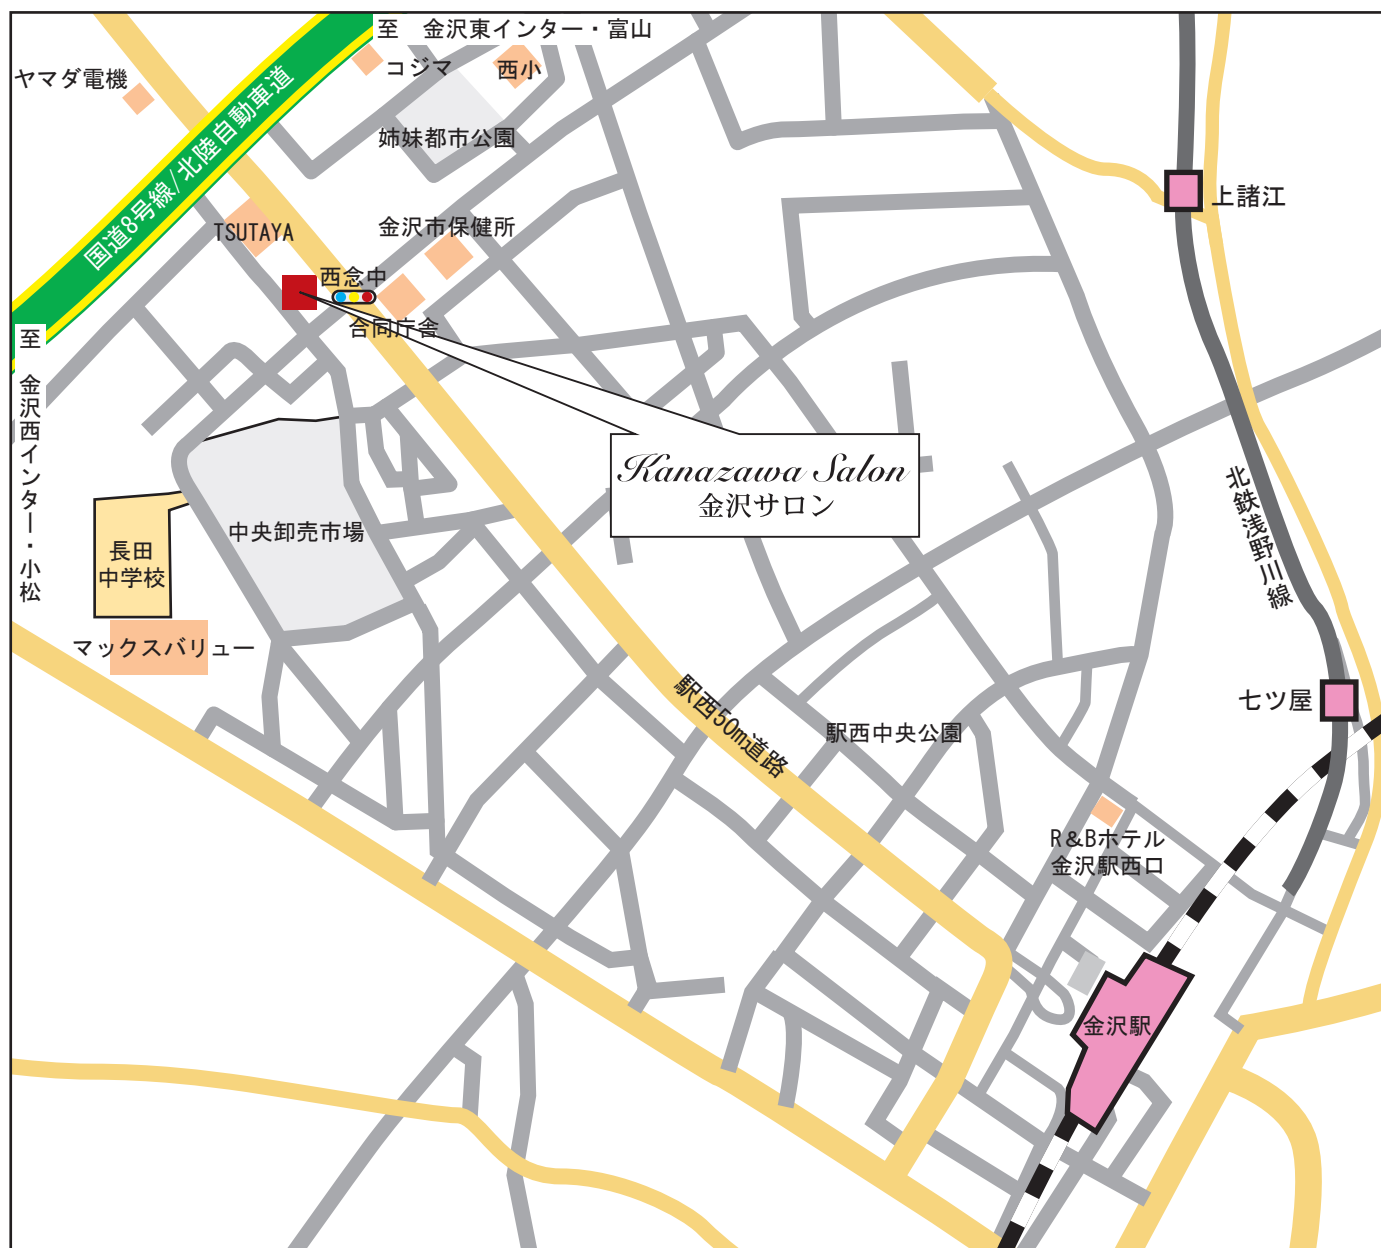 至　金沢東インター・富山
コジマ
西小
ヤマダ電機
国道8号線/北陸自動車道
姉妹都市公園
上諸江
TSUTAYA
金沢市保健所
西念中
合同庁舎
至　金沢西インター・小松
Kanazawa Salon
金沢サロン
北鉄浅野川線
中央卸売市場
長田
中学校
マックスバリュー
駅西50m道路
七ツ屋
駅西中央公園
R&Bホテル
金沢駅西口
金沢駅